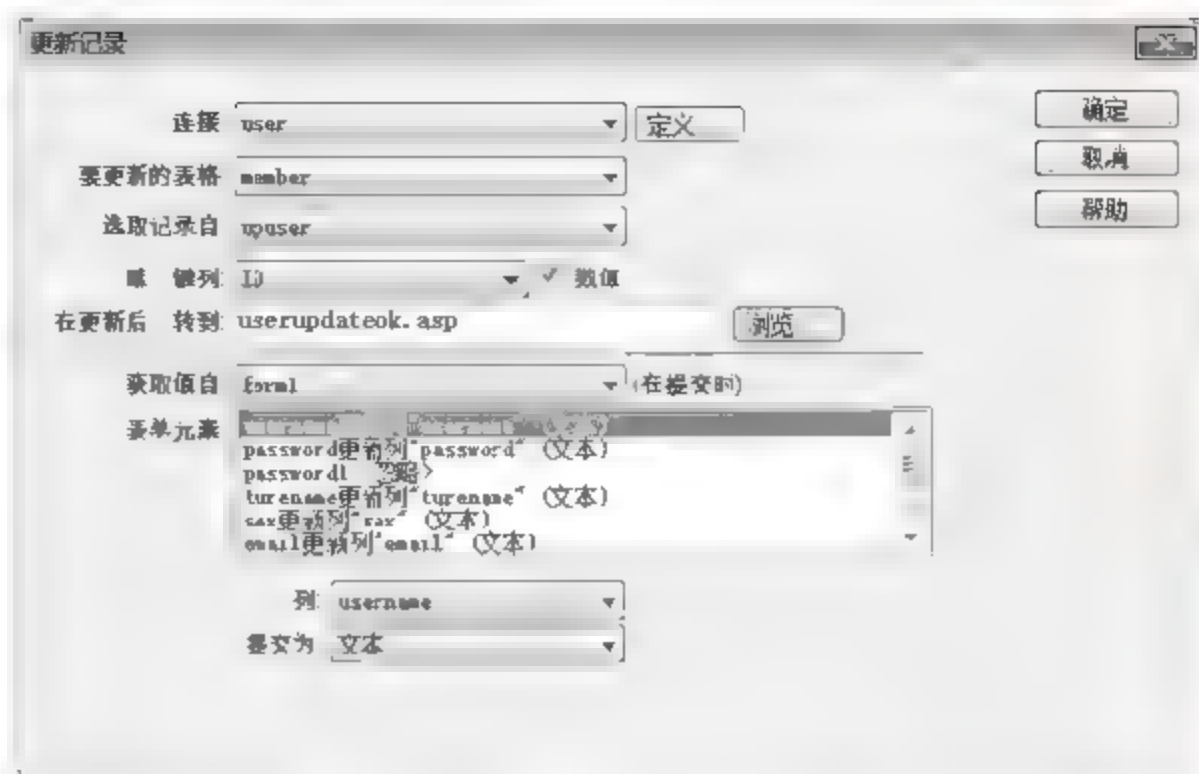 更新记录
连接 user 定义
确定
要更新的表格 member
取消
选取记录自 upuser
帮助
键列: ID ✓ 数值
在更新后 转到: userupdateok.asp 浏览
获取值自 form1 (在提交时)
表单元素
password更新列"password" (文本)
password1 <忽略>
turename更新列"turename" (文本)
sex更新列"sex" (文本)
email更新列"email" (文本)
列: username
提交为 文本